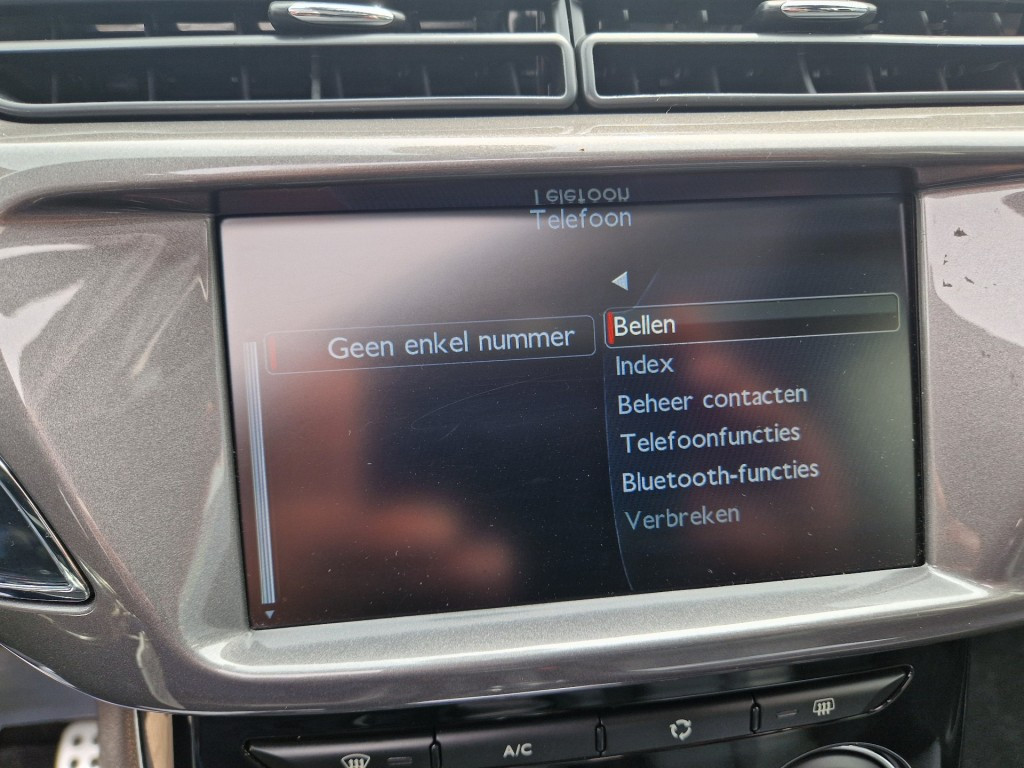 Telefoon
Geen enkel nummer
Bellen
Index
Beheer contacten
Telefoonfuncties
Bluetooth-functies
Verbreken
A/C